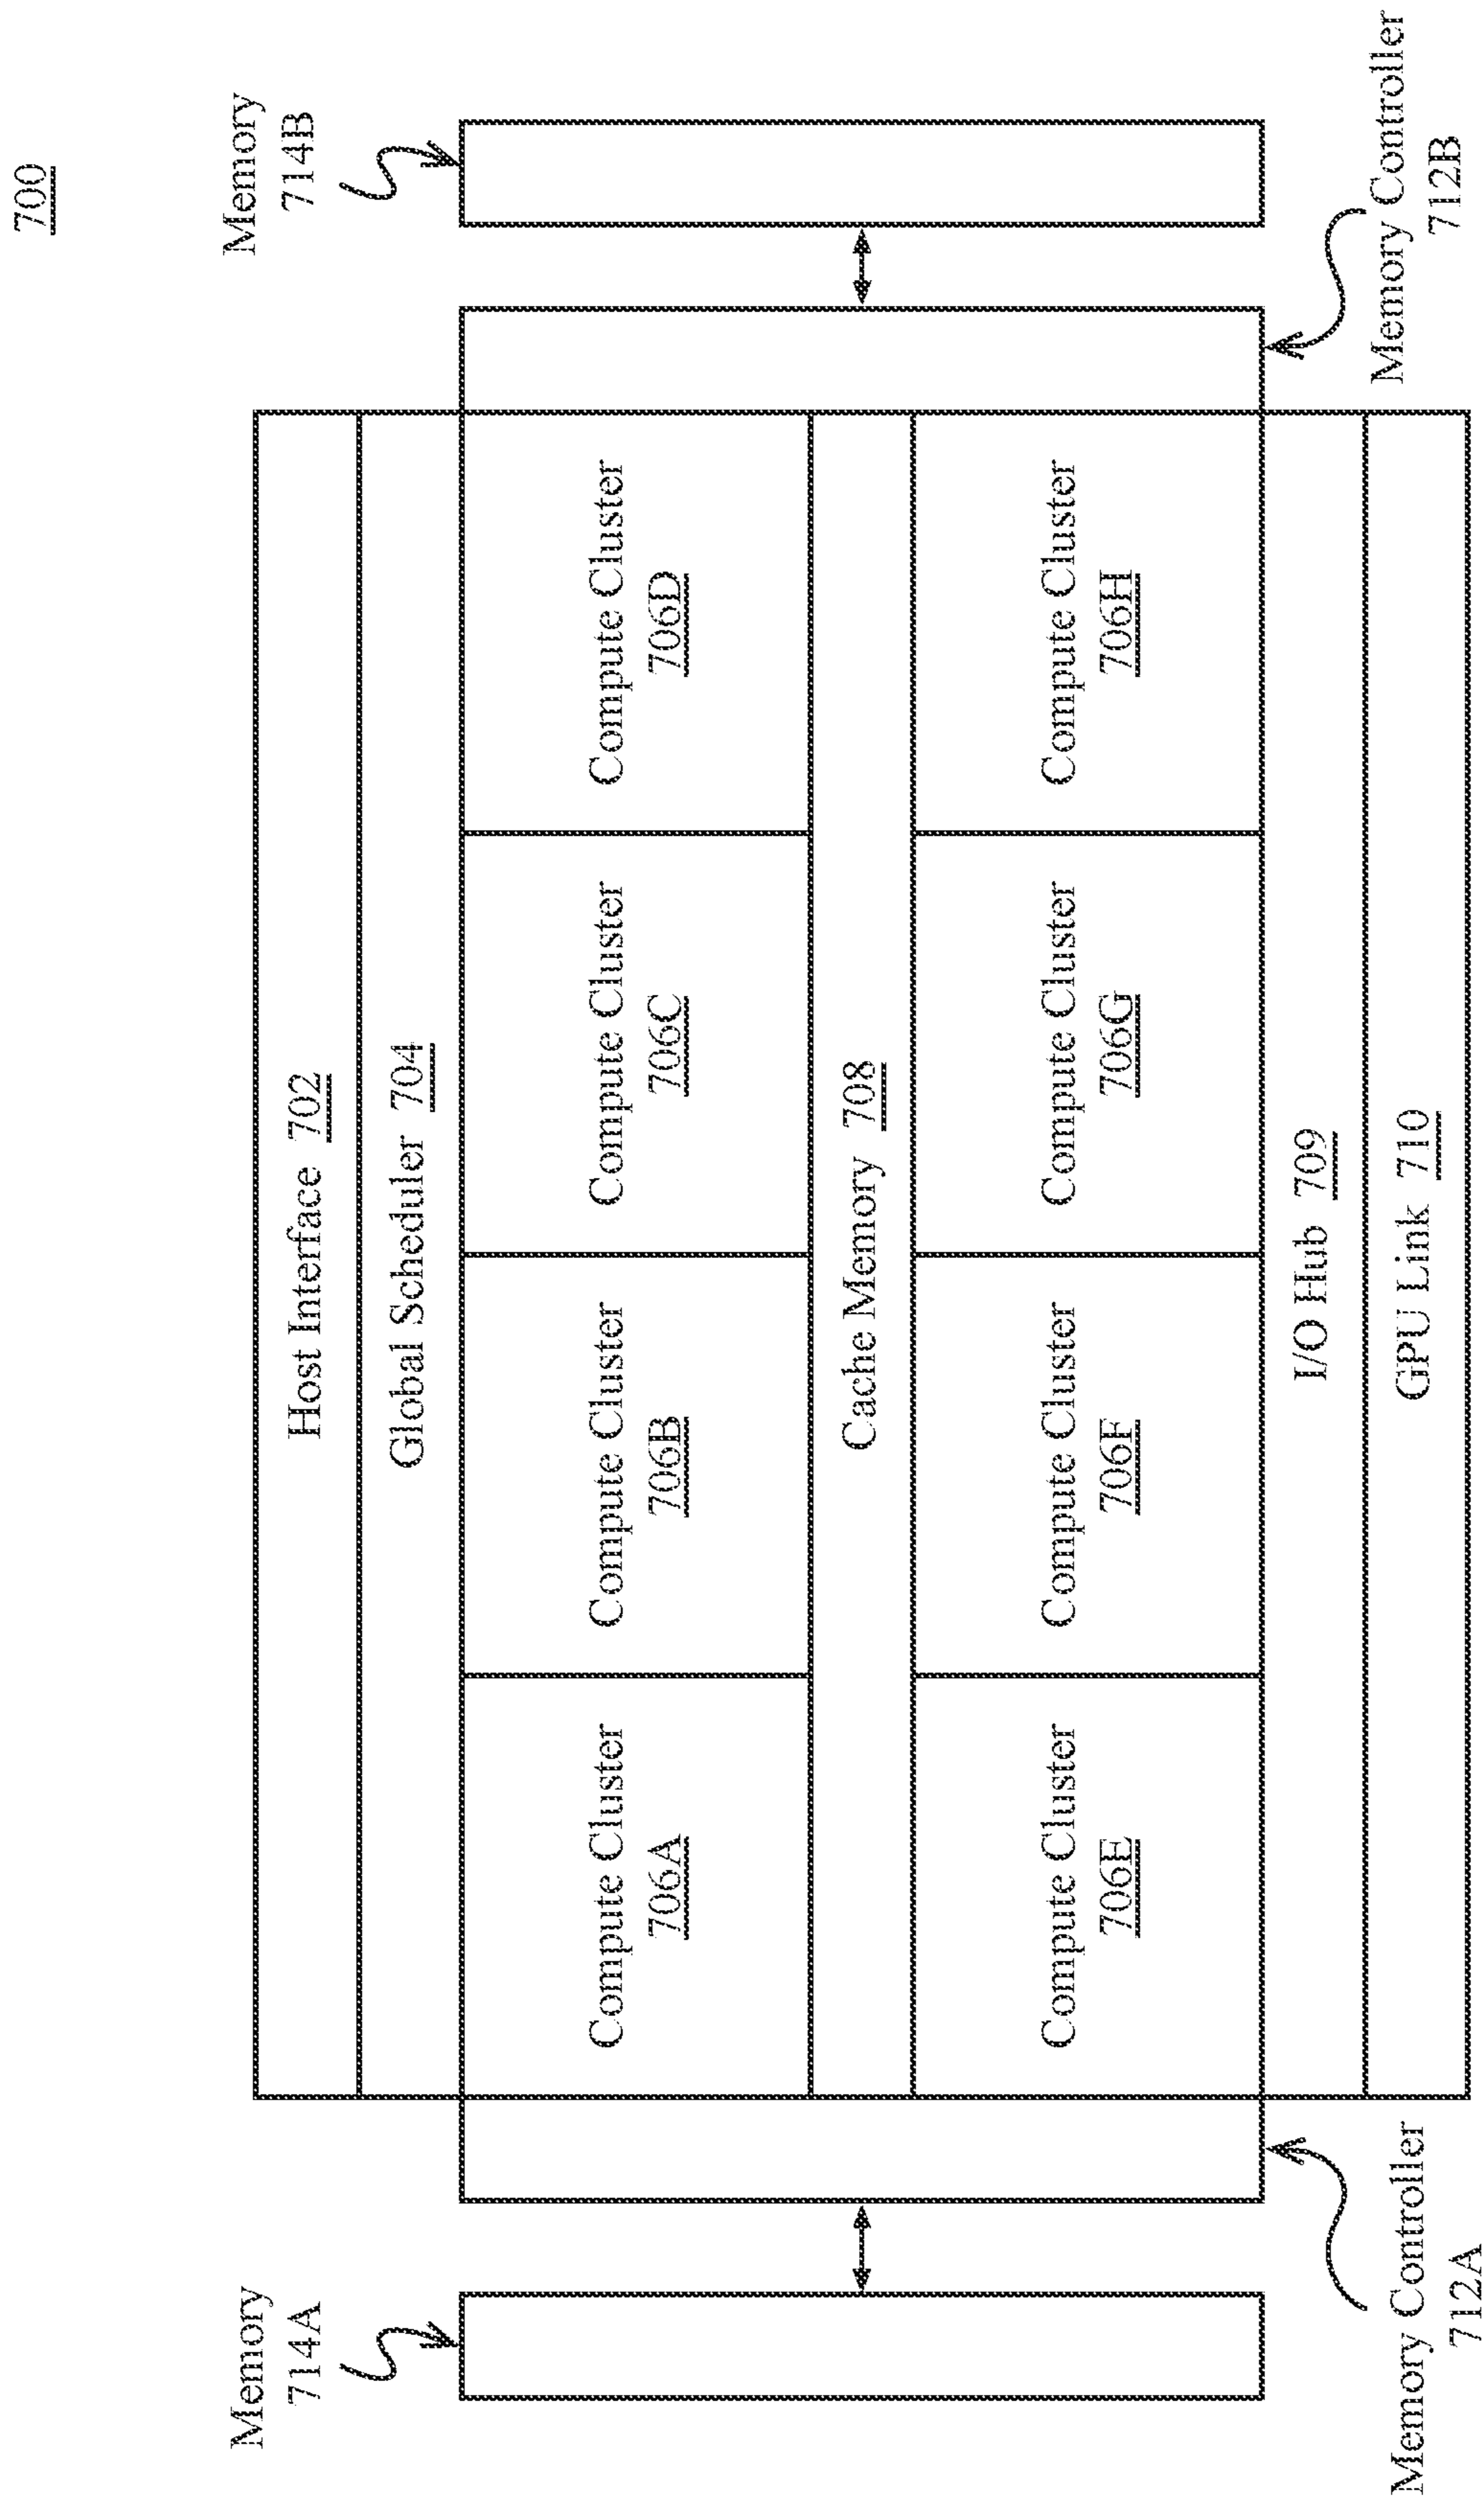 700
Memory
714A
Memory
714B
Host Interface 702
Global Scheduler 704
Compute Cluster
706A
Compute Cluster
706B
Compute Cluster
706C
Compute Cluster
706D
Cache Memory 708
Compute Cluster
706E
Compute Cluster
706F
Compute Cluster
706G
Compute Cluster
706H
I/O Hub 709
GPU Link 710
Memory Controller
712A
Memory Controller
712B